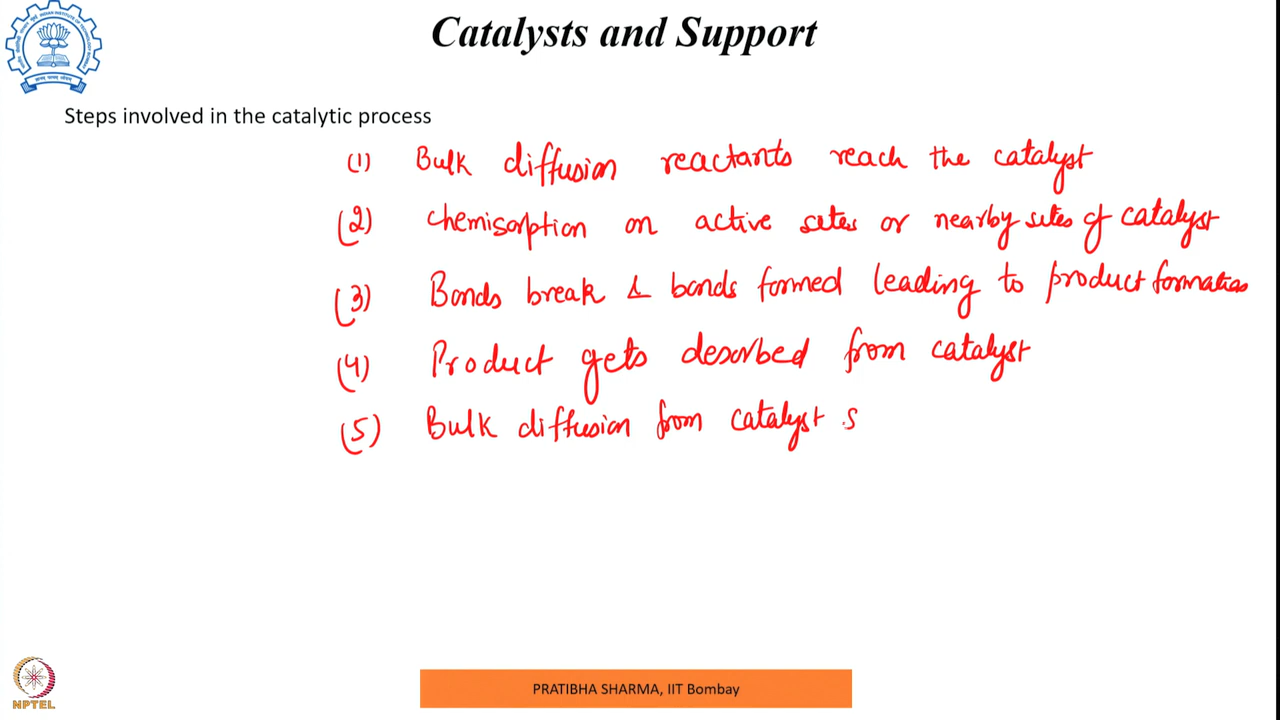 Catalysts and Support
Steps involved in the catalytic process
(1) Bulk diffusion reactants reach the catalyst
(2) chemisorption on active sites or nearby sites of catalyst
(3) Bonds break & bonds formed leading to product formation
(4) Product gets desorbed from catalyst
(5) Bulk diffusion from catalyst s
NPTEL
PRATIBHA SHARMA, IIT Bombay